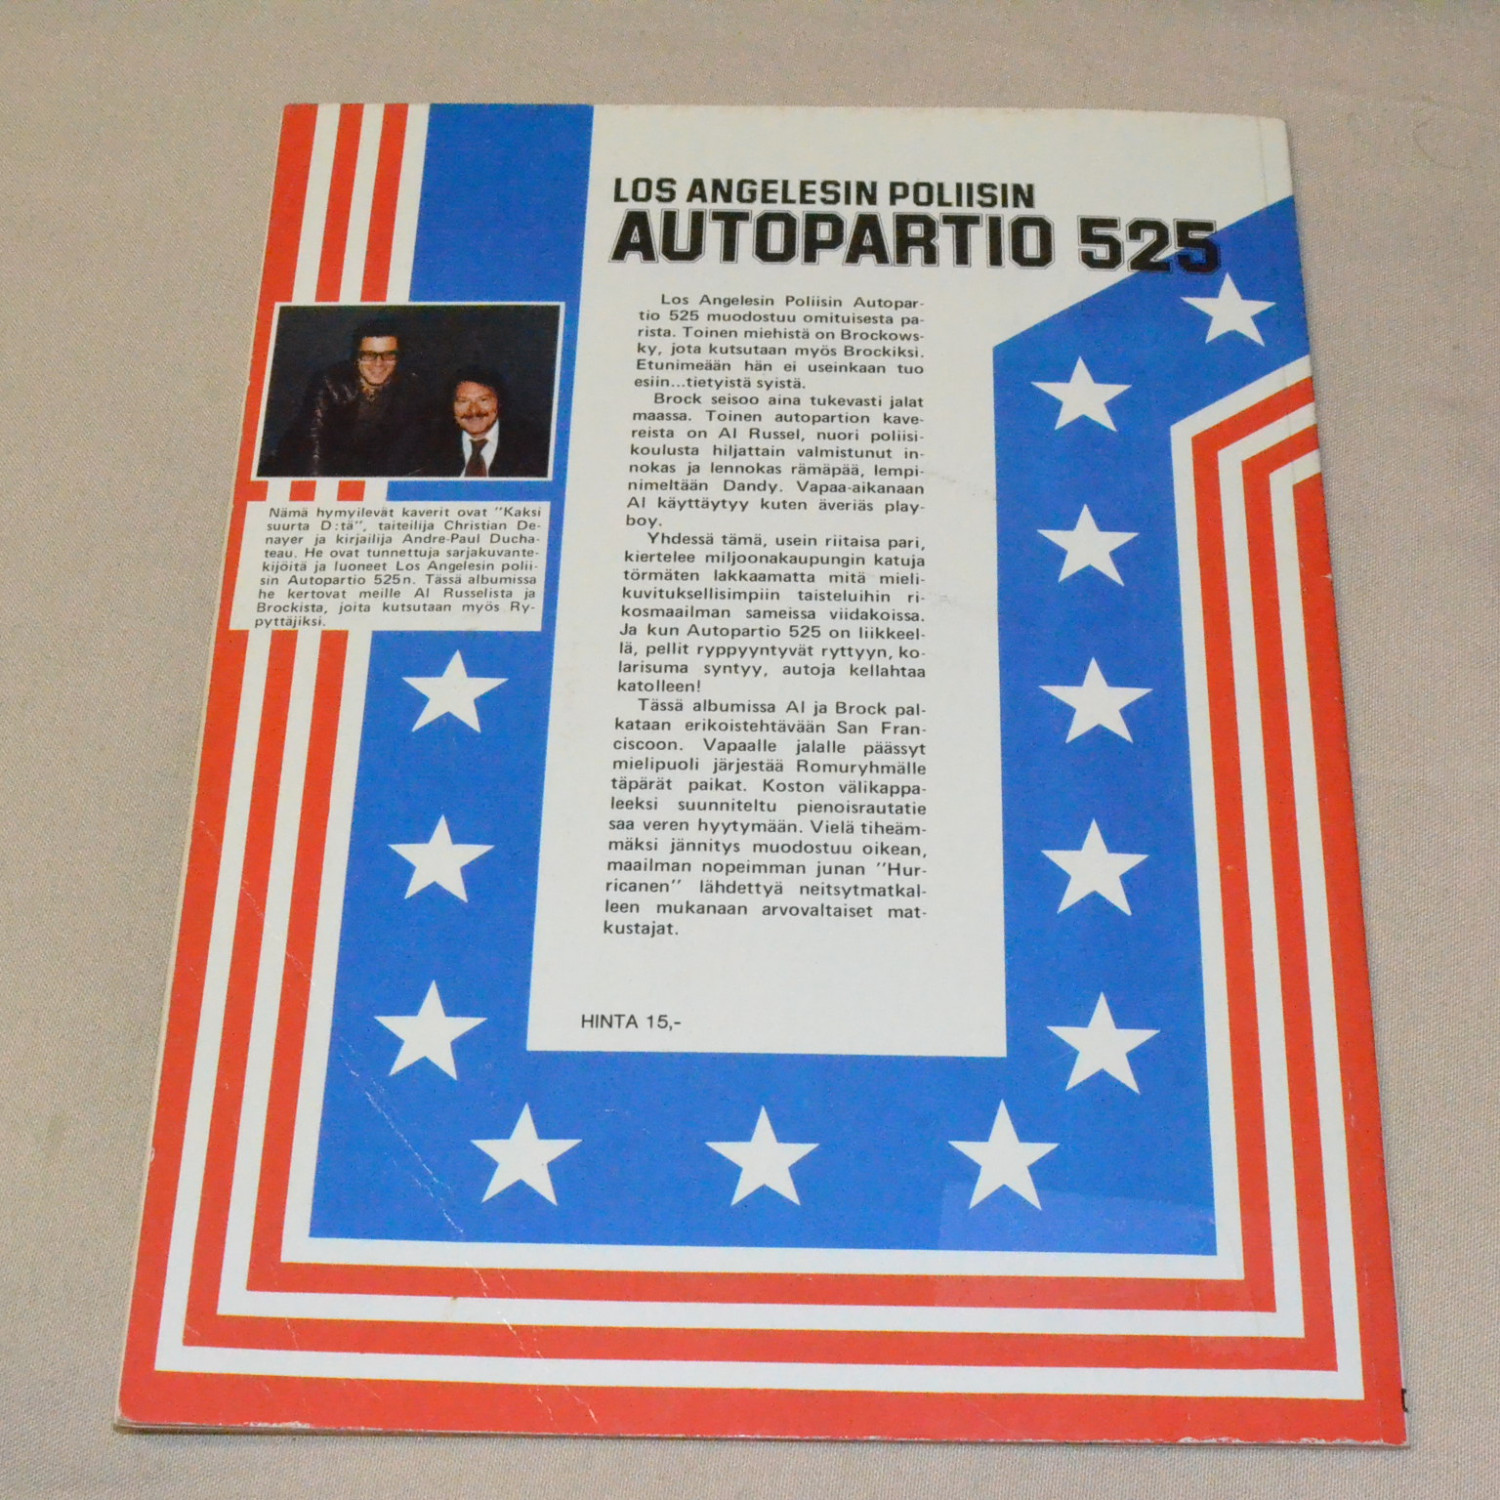 LOS ANGELESIN POLIISIN
AUTOPARTIO 525
Los Angelesin Poliisin Autopar-
tio 525 muodostuu omituisesta pa-
rista. Toinen miehistä on Brockows-
ky, jota kutsutaan myös Brockiksi.
Etunimeään hän ei useinkaan tuo
esiin...tietyistä syistä.
Brock seisoo aina tukevasti jalat
maassa. Toinen autopartion kave-
reista on Al Russel, nuori poliisi-
koulusta hiljattain valmistunut in-
nokas ja lennokas rämäpää, lempi-
nimeltään Dandy. Vapaa-aikanaan
Al käyttäytyy kuten äveriäs play-
boy.
Yhdessä tämä, usein riitaisa pari,
kiertelee miljoonakaupungin katuja
törmäten lakkaamatta mitä mieli-
kuvituksellisimpiin taisteluihin ri-
kosmaailman sameissa viidakoissa.
Ja kun Autopartio 525 on liikkeel-
lä, pellit ryppyyntyvät ryttyyn, ko-
larisuma syntyy, autoja kellahtaa
katolleen!
Tässä albumissa Al ja Brock pal-
kataan erikoistehtävään San Fran-
ciscoon. Vapaalle jalalle päässyt
mielipuoli järjestää Romuryhmälle
täpärät paikat. Koston välikappa-
leeksi suunniteltu pienoisrautatie
saa veren hyytymään. Vielä tiheäm-
mäksi jännitys muodostuu oikean,
maailman nopeimman junan "Hur-
ricanen" lähdettyä neitsytmatkal-
leen mukanaan arvovaltaiset mat-
kustajat.
HINTA 15,-
Nämä hymyilevät kaverit ovat "Kaksi
suurta D:tä", taiteilija Christian De-
nayer ja kirjailija Andre-Paul Ducha-
teau. He ovat tunnettuja sarjakuvante-
kijöitä ja luoneet Los Angelesin polii-
sin Autopartio 525n. Tässä albumissa
he kertovat meille Al Russelista ja
Brockista, joita kutsutaan myös Ry-
pyttäjiksi.